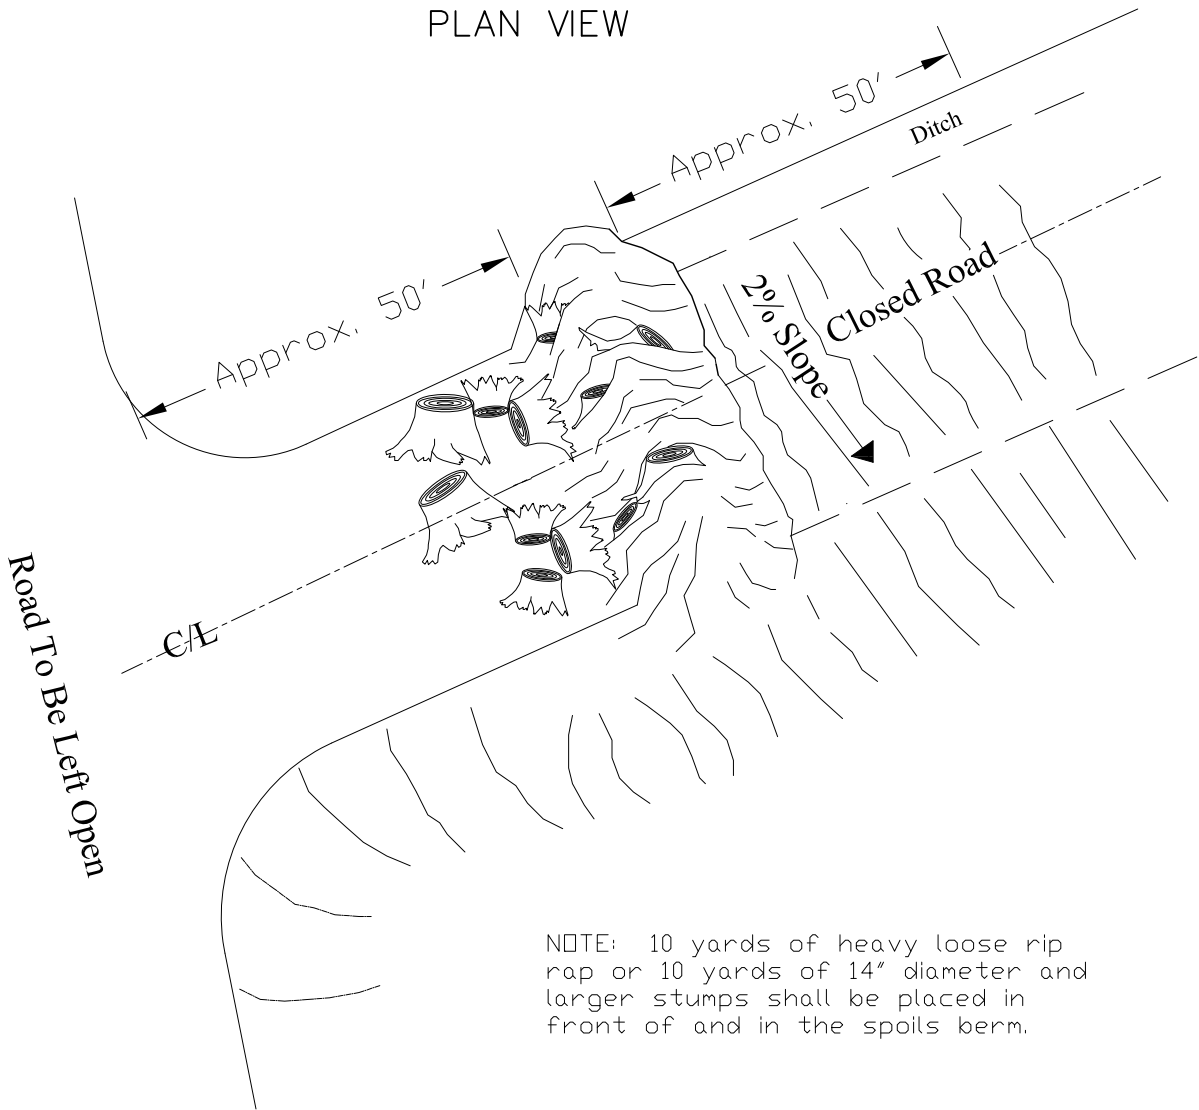 PLAN VIEW
Approx. 50'
Ditch
Approx. 50'
Closed Road
2% Slope
C/L
Road To Be Left Open
NOTE: 10 yards of heavy loose rip
rap or 10 yards of 14" diameter and
larger stumps shall be placed in
front of and in the spoils berm.